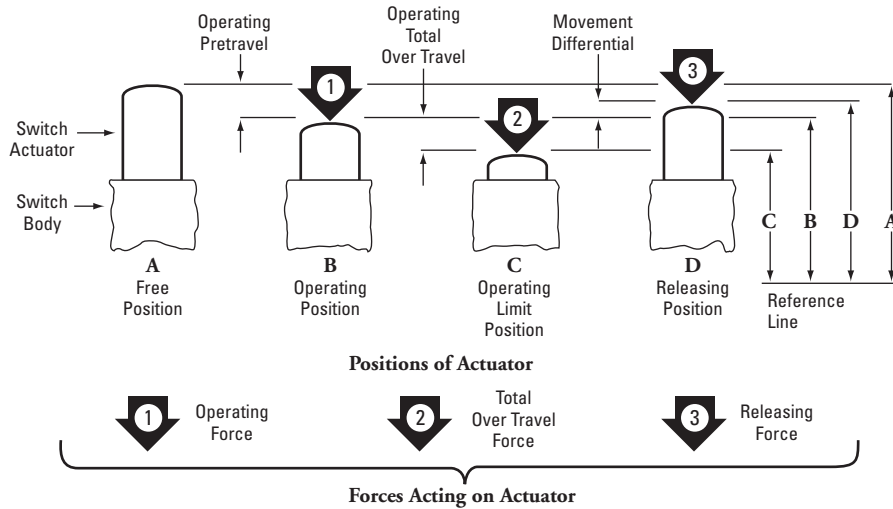 Operating
Pretravel
Operating
Total
Over Travel
Movement
Differential
1
2
3
Switch
Actuator
Switch
Body
A
Free
Position
B
Operating
Position
C
Operating
Limit
Position
D
Releasing
Position
C
B
D
A
Reference
Line
Positions of Actuator
1
Operating
Force
2
Total
Over Travel
Force
3
Releasing
Force
Forces Acting on Actuator